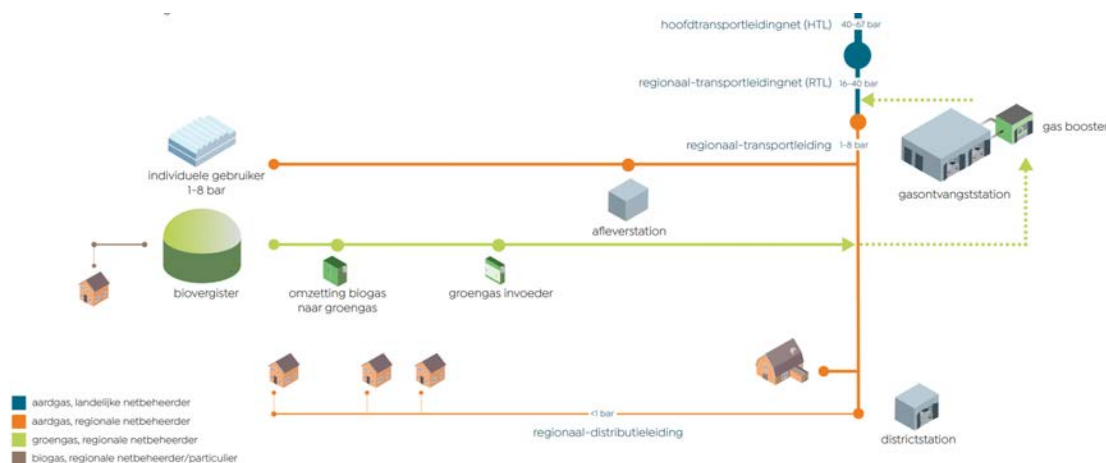 hoofdtransportleidingnet (HTL) 40-67 bar
regionaal-transportleidingnet (RTL) 16-40 bar
gas booster
regionaal-transportleiding 1-8 bar
individuele gebruiker
1-8 bar
gasontvangststation
afleverstation
biovergister
omzetting biogas
naar groengas
groengas invoeder
<1 bar
regionaal-distributieleiding
districtstation
aardgas, landelijke netbeheerder
aardgas, regionale netbeheerder
groengas, regionale netbeheerder
biogas, regionale netbeheerder/particulier